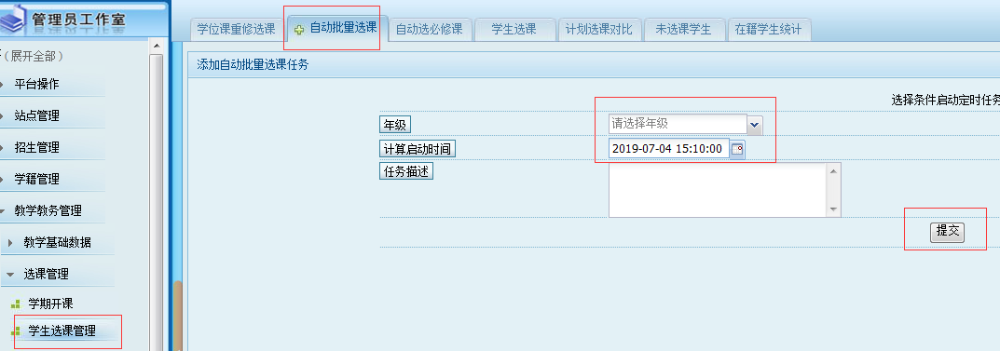 管理员工作室
(展开全部)
平台操作
站点管理
招生管理
学籍管理
教学教务管理
教学基础数据
选课管理
学期开课
学生选课管理
学位课重修选课 自动批量选课 自动选必修课 学生选课 计划选课对比 未选课学生 在籍学生统计
添加自动批量选课任务
选择条件启动定时任务
年级 请选择年级
计算启动时间 2019-07-04 15:10:00
任务描述
提交